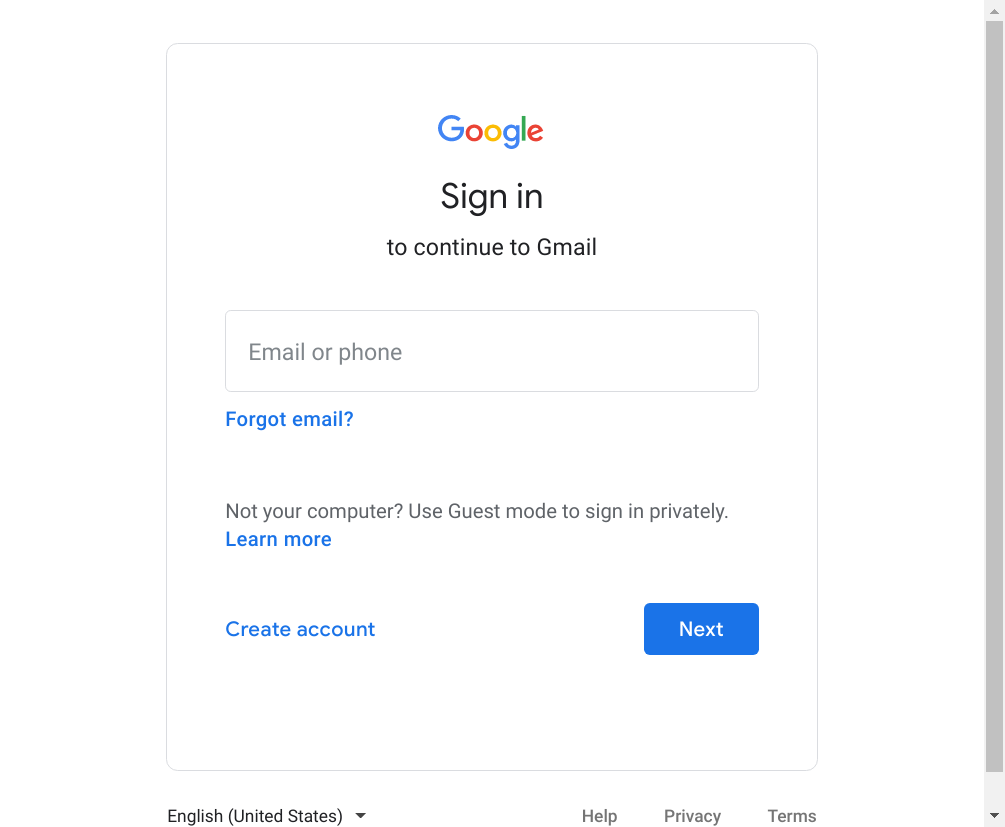 Google
Sign in
to continue to Gmail
Email or phone
Forgot email?
Not your computer? Use Guest mode to sign in privately.
Learn more
Create account
Next
English (United States)
Help
Privacy
Terms